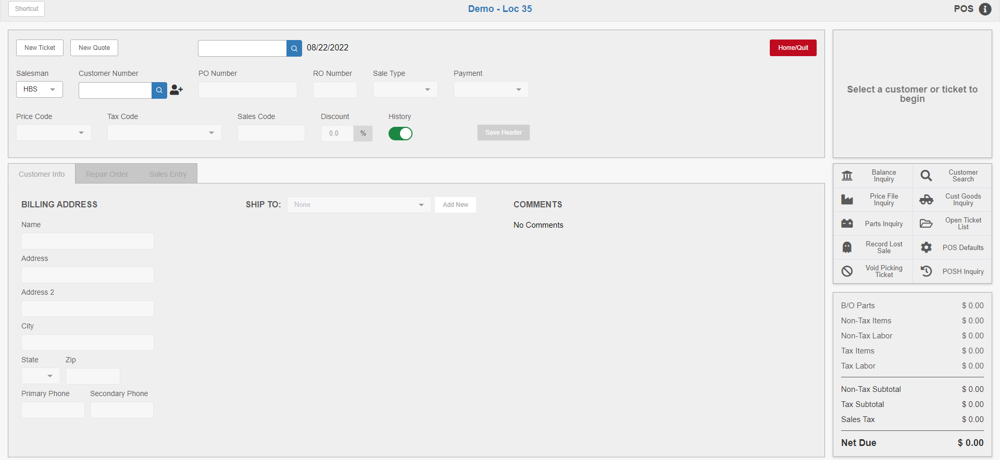 Shortcut
Demo - Loc 35
POS
New Ticket
New Quote
08/22/2022
Home/Quit
Salesman
Customer Number
PO Number
RO Number
Sale Type
Payment
HBS
Price Code
Tax Code
Sales Code
Discount
History
0.0
%
Save Header
Select a customer or ticket to
begin
Customer Info
Repair Order
Sales Entry
BILLING ADDRESS
SHIP TO:
None
Add New
COMMENTS
No Comments
Name
Address
Address 2
City
State
Zip
Primary Phone
Secondary Phone
Balance
Inquiry
Customer
Search
Price File
Inquiry
Cust Goods
Inquiry
Parts Inquiry
Open Ticket
List
Record Lost
Sale
POS Defaults
Void Picking
Ticket
POSH Inquiry
B/O Parts $ 0.00
Non-Tax Items $ 0.00
Non-Tax Labor $ 0.00
Tax Items $ 0.00
Tax Labor $ 0.00
Non-Tax Subtotal $ 0.00
Tax Subtotal $ 0.00
Sales Tax $ 0.00
Net Due $ 0.00